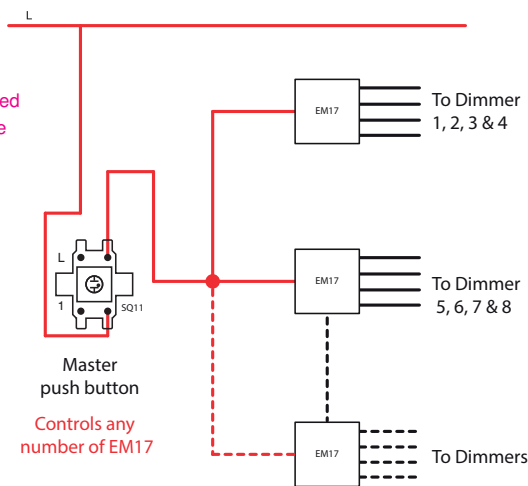 L
ed
e
EM17
To Dimmer
1, 2, 3 & 4
L
1
SQ11
EM17
To Dimmer
5, 6, 7 & 8
Master
push button
Controls any
number of EM17
EM17
To Dimmers